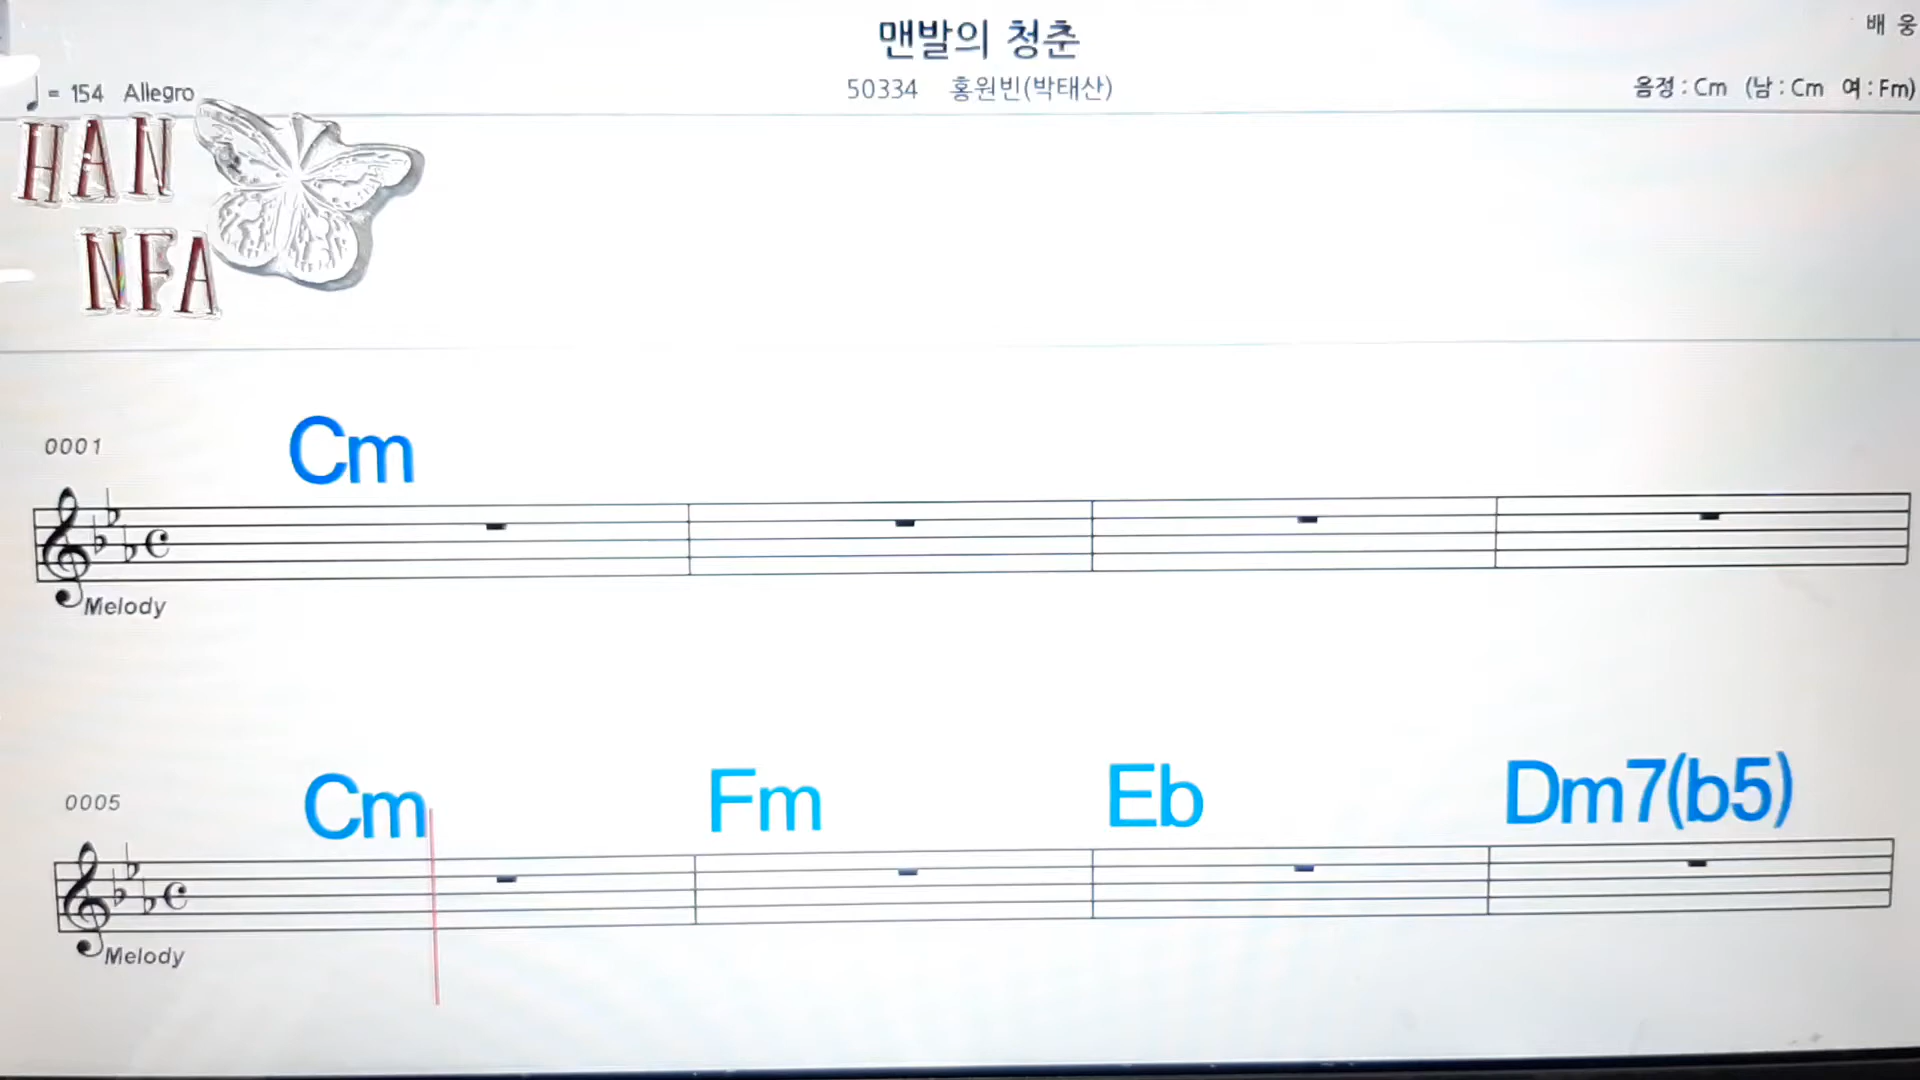 맨발의 청춘
배 웅
50334 홍원빈(박태산)
♩ = 154 Allegro
음정 : Cm (남 : Cm 여 : Fm)
HAN
NFA
0001
Cm
Melody
0005
Cm Fm Eb Dm7(b5)
Melody